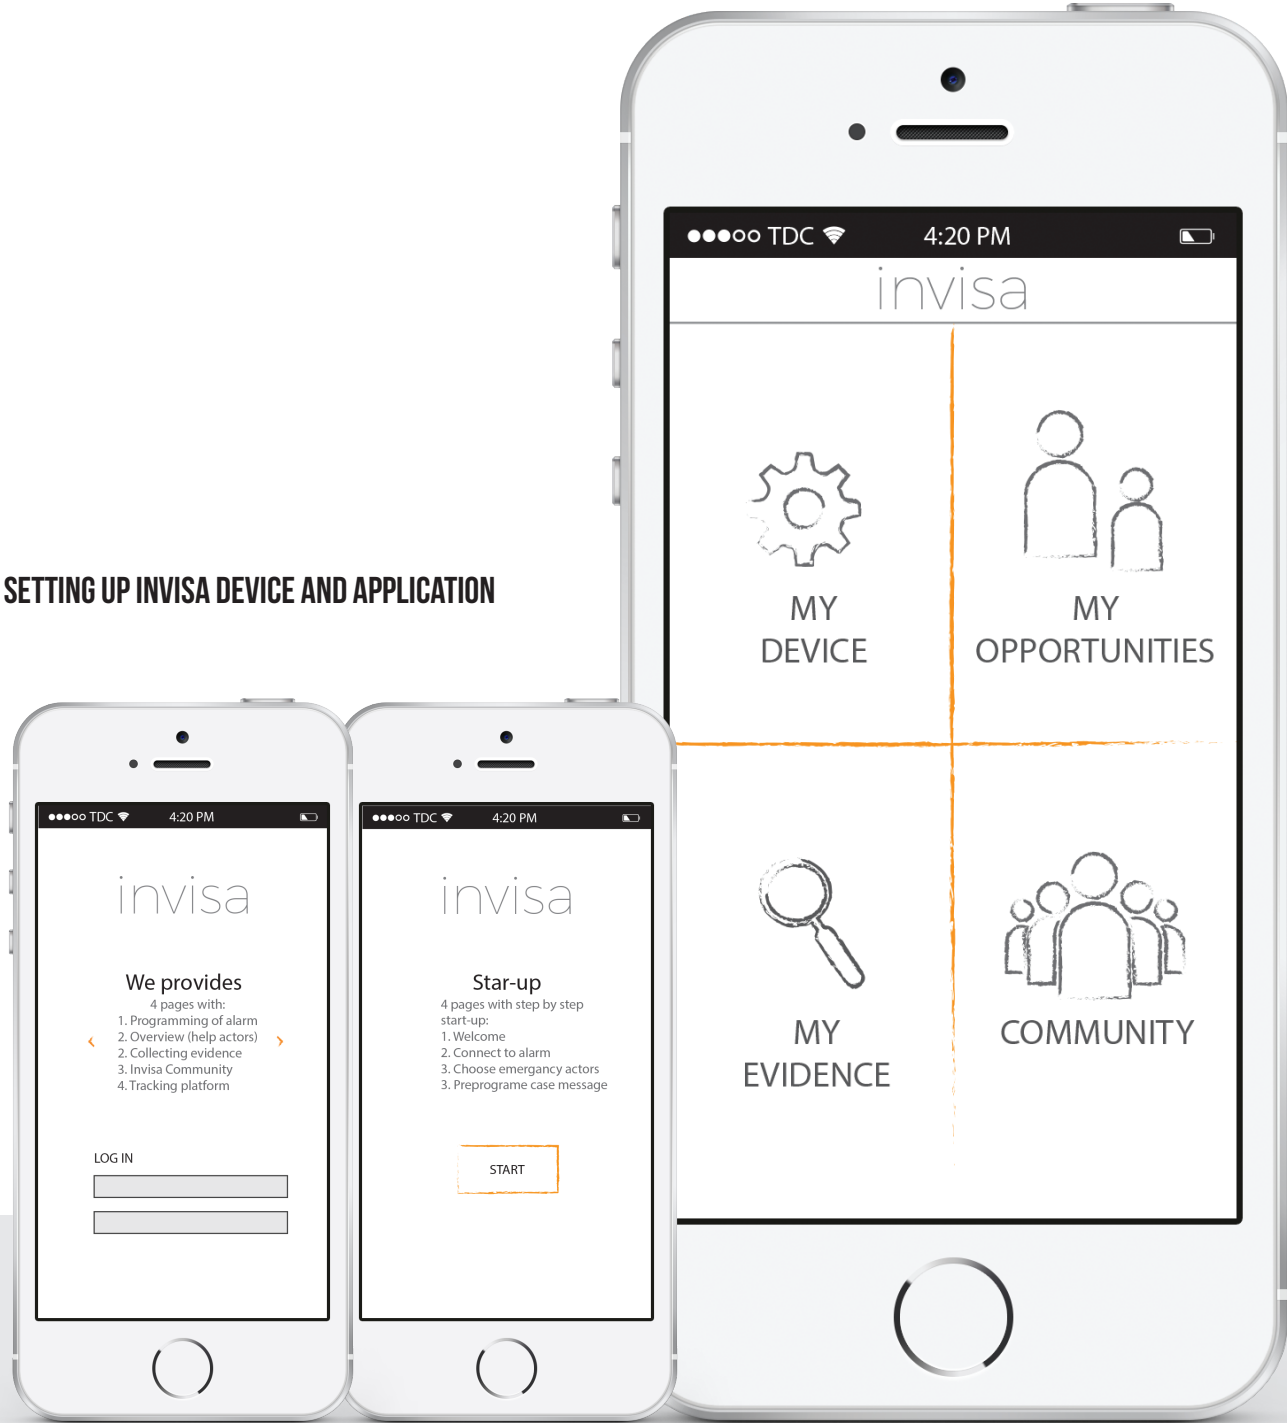 SETTING UP INVISA DEVICE AND APPLICATION
TDC 4:20 PM
invisa
We provides
4 pages with:
1. Programming of alarm
2. Overview (help actors)
2. Collecting evidence
3. Invisa Community
4. Tracking platform
LOG IN
TDC 4:20 PM
invisa
Star-up
4 pages with step by step
start-up:
1. Welcome
2. Connect to alarm
3. Choose emergancy actors
3. Preprograme case message
START
TDC 4:20 PM
invisa
MY
DEVICE
MY
OPPORTUNITIES
MY
EVIDENCE
COMMUNITY